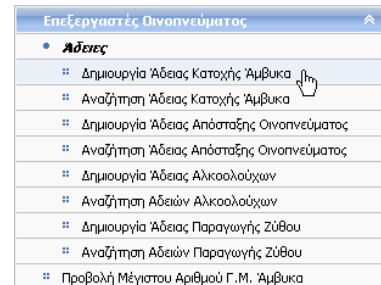 Επεξεργαστές Οινοπνεύματος
Άδειες
Δημιουργία Άδειας Κατοχής Άμβυκα
Αναζήτηση Άδειας Κατοχής Άμβυκα
Δημιουργία Άδειας Απόσταξης Οινοπνεύματος
Αναζήτηση Άδειας Απόσταξης Οινοπνεύματος
Δημιουργία Άδειας Αλκοολούχων
Αναζήτηση Αδειών Αλκοολούχων
Δημιουργία Άδειας Παραγωγής Ζύθου
Αναζήτηση Αδειών Παραγωγής Ζύθου
Προβολή Μέγιστου Αριθμού Γ.Μ. Άμβυκα